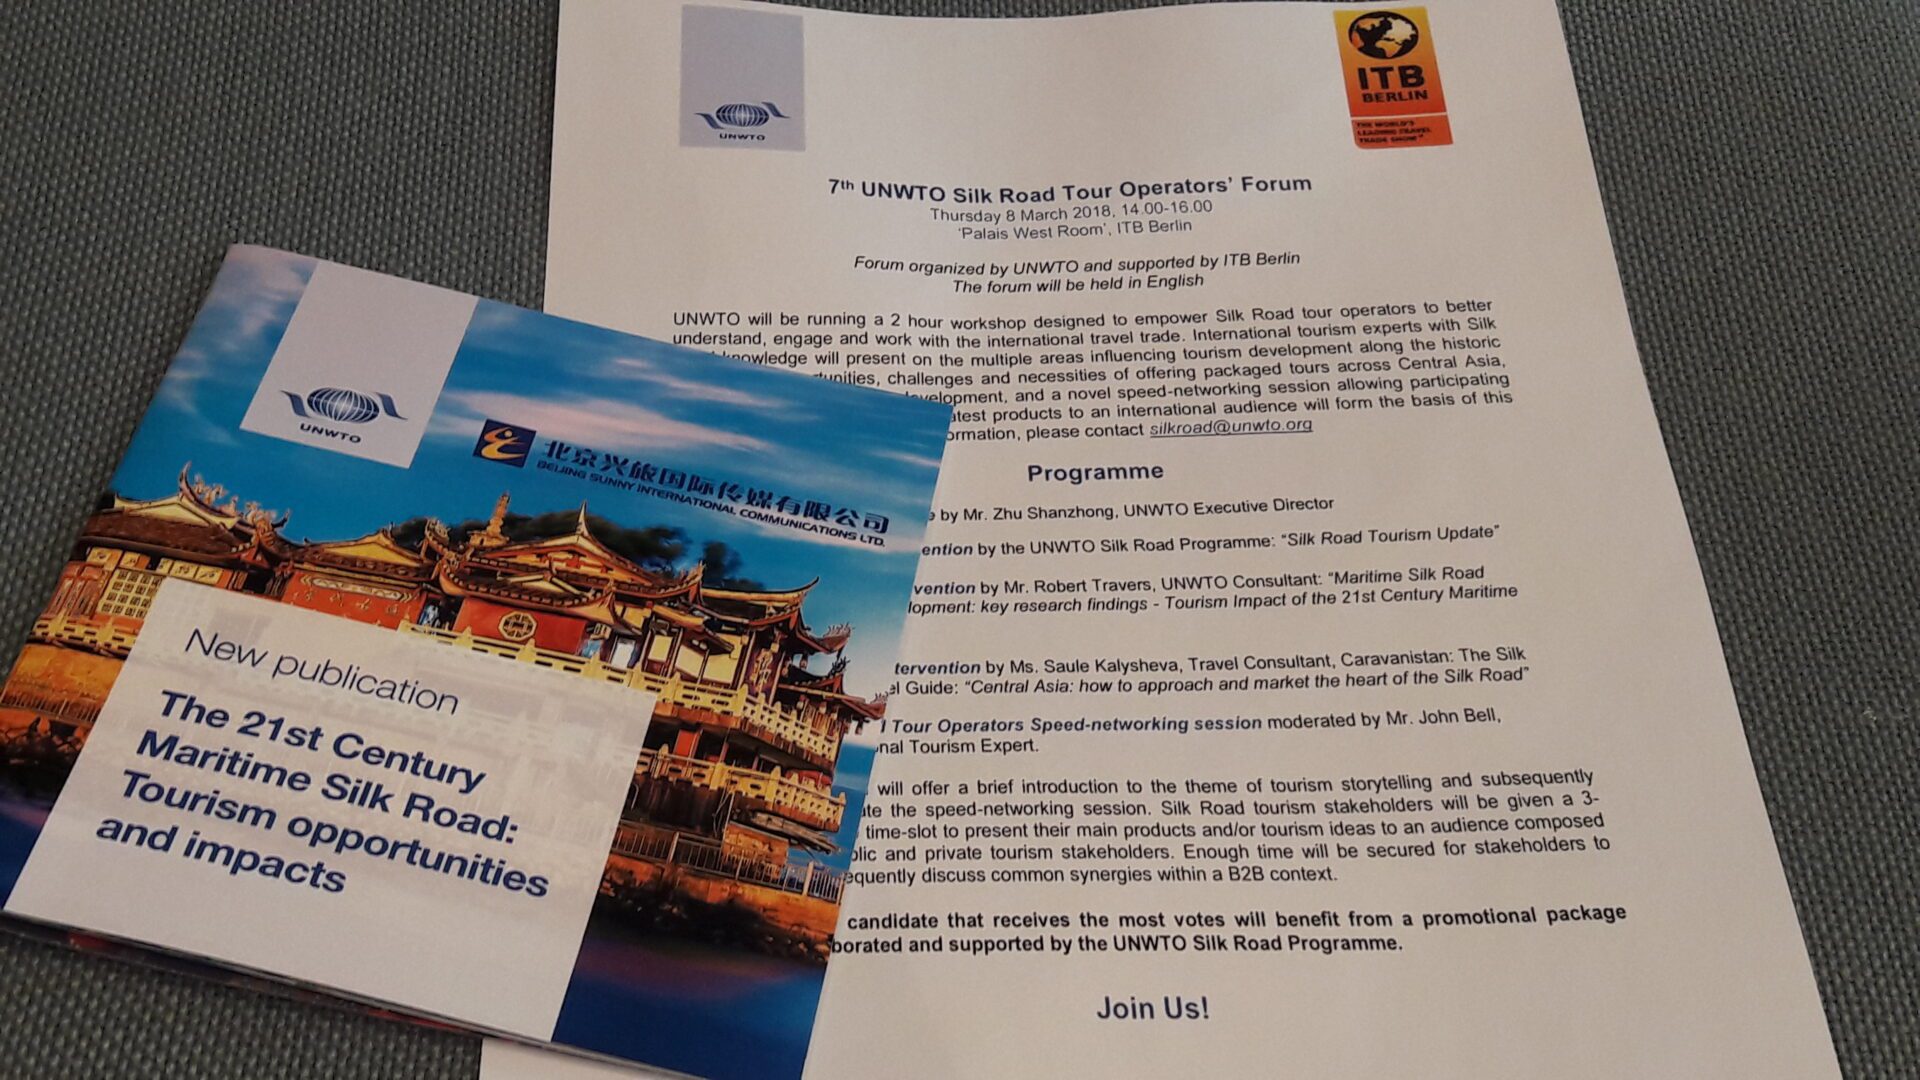 UNWTO
ITB
BERLIN
THE WORLD'S
LEADING TRAVEL
TRADE SHOW
7th UNWTO Silk Road Tour Operators' Forum
Thursday 8 March 2018, 14.00-16.00
'Palais West Room', ITB Berlin
Forum organized by UNWTO and supported by ITB Berlin
The forum will be held in English
UNWTO will be running a 2 hour workshop designed to empower Silk Road tour operators to better
understand, engage and work with the international travel trade. International tourism experts with Silk
knowledge will present on the multiple areas influencing tourism development along the historic
challenges and necessities of offering packaged tours across Central Asia,
and a novel speed-networking session allowing participating
products to an international audience will form the basis of this
please contact silkroad@unwto.org
Programme
by Mr. Zhu Shanzhong, UNWTO Executive Director
by the UNWTO Silk Road Programme: “Silk Road Tourism Update”
by Mr. Robert Travers, UNWTO Consultant: “Maritime Silk Road
key research findings - Tourism Impact of the 21st Century Maritime
by Ms. Saule Kalysheva, Travel Consultant, Caravanistan: The Silk
Guide: “Central Asia: how to approach and market the heart of the Silk Road”
Tour Operators Speed-networking session moderated by Mr. John Bell,
Tourism Expert.
will offer a brief introduction to the theme of tourism storytelling and subsequently
the speed-networking session. Silk Road tourism stakeholders will be given a 3-
time-slot to present their main products and/or tourism ideas to an audience composed
and private tourism stakeholders. Enough time will be secured for stakeholders to
discuss common synergies within a B2B context.
candidate that receives the most votes will benefit from a promotional package
and supported by the UNWTO Silk Road Programme.
Join Us!
UNWTO
北京兴旅国际传媒有限公司
BEIJING SUNNY INTERNATIONAL COMMUNICATIONS LTD.
New publication
The 21st Century
Maritime Silk Road:
Tourism opportunities
and impacts